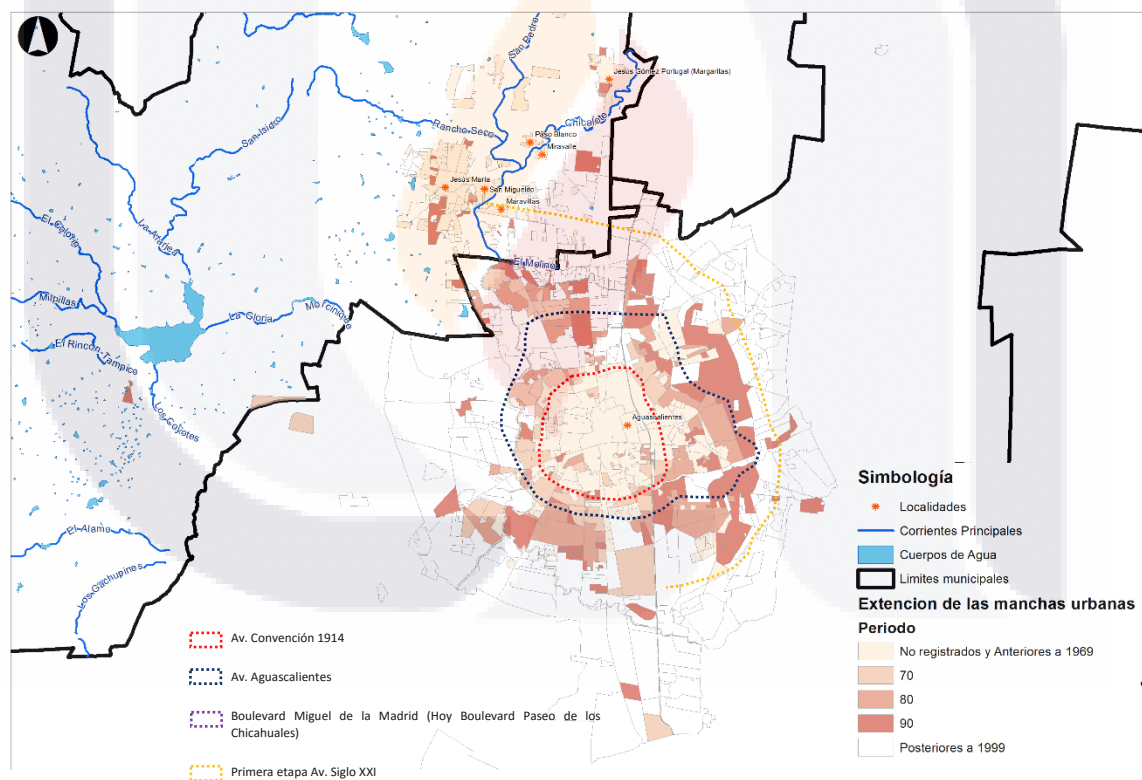 San Pedro
Jesús Gómez Portugal (Margaritas)
Chicalote
Rancho Seco
Paso Blanco
Miravalle
San Isidro
Jesús María
San Miguelito
Maravillas
El Colorín
La Araña
El Molino
Milpillas
La Gloria
Morcinique
El Rincón-Tampico
Los Coyotes
Aguascalientes
El Alamo
Los Gachupines
Simbología
Localidades
Corrientes Principales
Cuerpos de Agua
Limites municipales
Extencion de las manchas urbanas
Periodo
No registrados y Anteriores a 1969
70
80
90
Posteriores a 1999
Av. Convención 1914
Av. Aguascalientes
Boulevard Miguel de la Madrid (Hoy Boulevard Paseo de los
Chicahuales)
Primera etapa Av. Siglo XXI